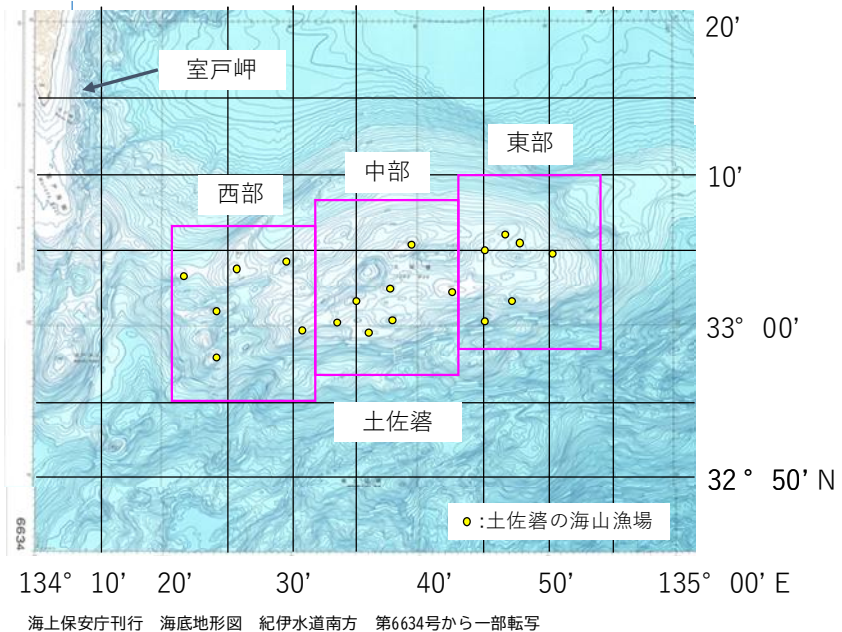 20'
室戸岬
東部
中部
10'
西部
33° 00'
土佐礐
32° 50' N
:土佐礐の海山漁場
6634
134° 10' 20' 30' 40' 50' 135° 00' E
海上保安庁刊行 海底地形図 紀伊水道南方 第6634号から一部転写